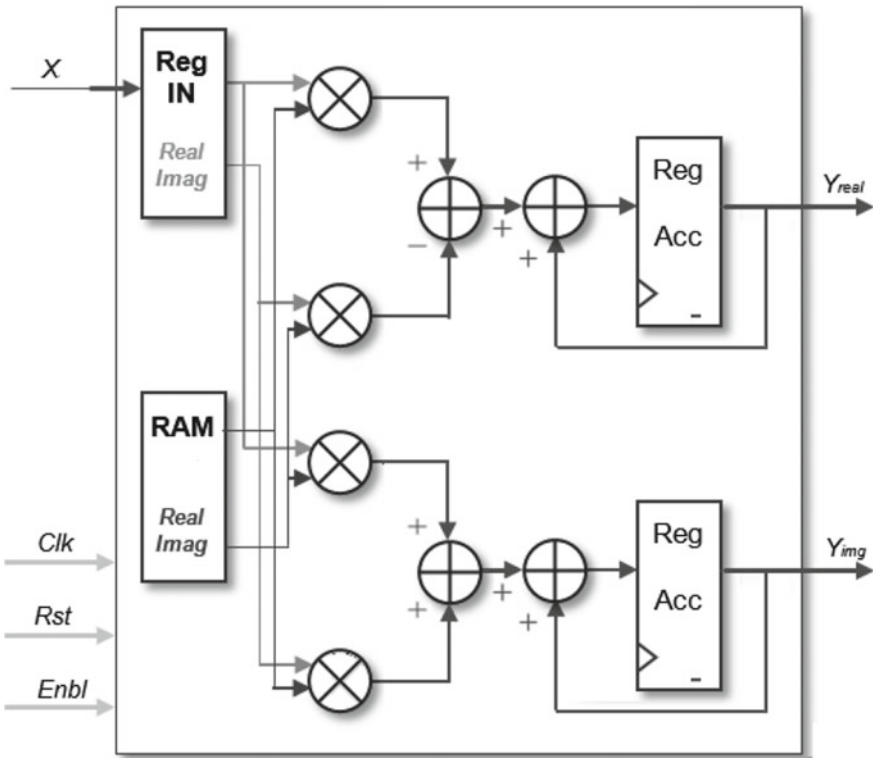 X
Reg
IN
Real
Imag
RAM
Real
Imag
Clk
Rst
Enbl
+
−
+
+
Reg
Acc
-
Yreal
+
+
+
+
Reg
Acc
-
Yimg